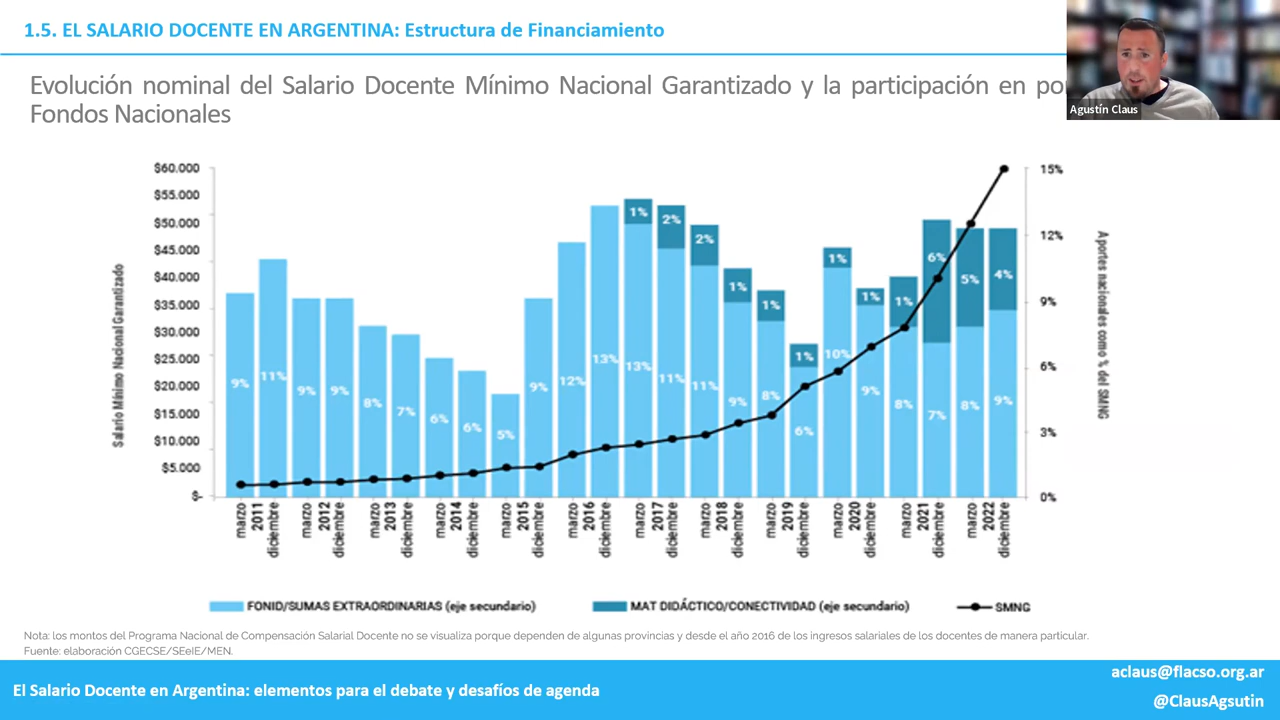 1.5. EL SALARIO DOCENTE EN ARGENTINA: Estructura de Financiamiento
Evolución nominal del Salario Docente Mínimo Nacional Garantizado y la participación en
Fondos Nacionales
Agustín Claus
$60.000
$55.000
$50.000
$45.000
$40.000
$35.000
$30.000
$25.000
$20.000
$15.000
$10.000
$5.000
$-
Salario Mínimo Nacional Garantizado
9% 11% 9% 9% 8% 7% 6% 6% 5% 9% 12% 13% 13% 11% 11% 9% 8% 6% 10% 9% 8% 7% 8% 9%
1% 2% 2% 1% 1% 1% 1% 1% 1% 6% 5% 4%
15%
12%
9%
6%
3%
0%
Aportes nacionales como % del SMNG
marzo 2011 diciembre
marzo 2012 diciembre
marzo 2013 diciembre
marzo 2014 diciembre
marzo 2015 diciembre
marzo 2016 diciembre
marzo 2017 diciembre
marzo 2018 diciembre
marzo 2019 diciembre
marzo 2020 diciembre
marzo 2021 diciembre
marzo 2022 diciembre
FONID/SUMAS EXTRAORDINARIAS (eje secundario)
MAT DIDÁCTICO/CONECTIVIDAD (eje secundario)
SMNG
Nota: los montos del Programa Nacional de Compensación Salarial Docente no se visualiza porque dependen de algunas provincias y desde el año 2016 de los ingresos salariales de los docentes de manera particular.
Fuente: elaboración CGECSE/SEeIE/MEN.
El Salario Docente en Argentina: elementos para el debate y desafíos de agenda
aclaus@flacso.org.ar
@ClausAgsutin